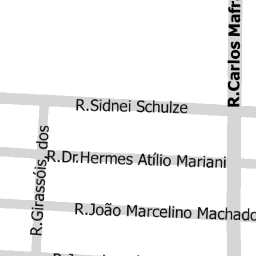 R.Carlos Mafr
R.Sidnei Schulze
R.Girassóis, dos
R.Dr.Hermes Atílio Mariani
R.João Marcelino Machado